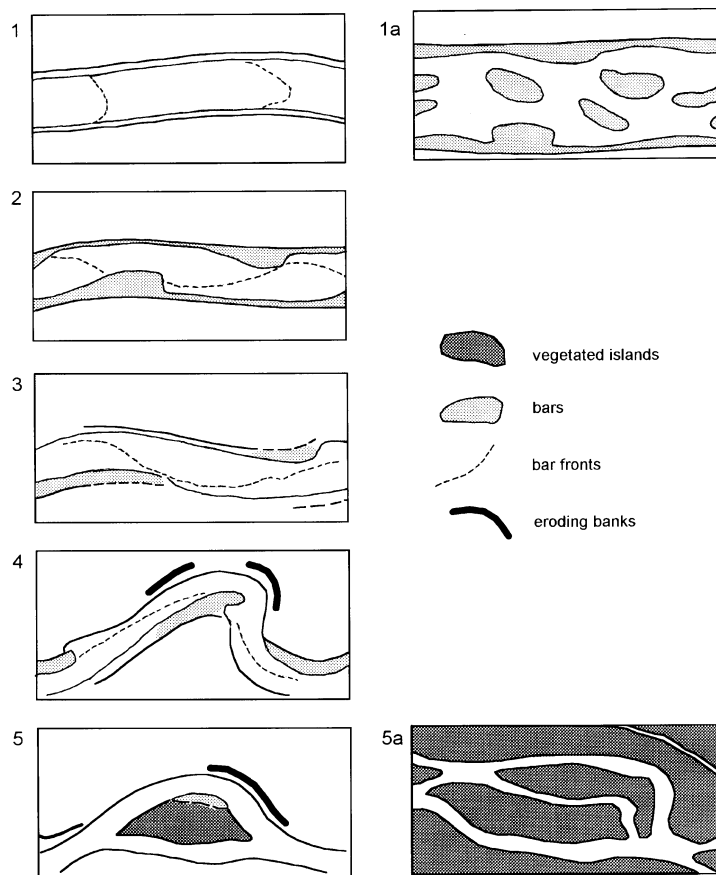 1
1a
2
3
4
5
5a
vegetated islands
bars
bar fronts
eroding banks